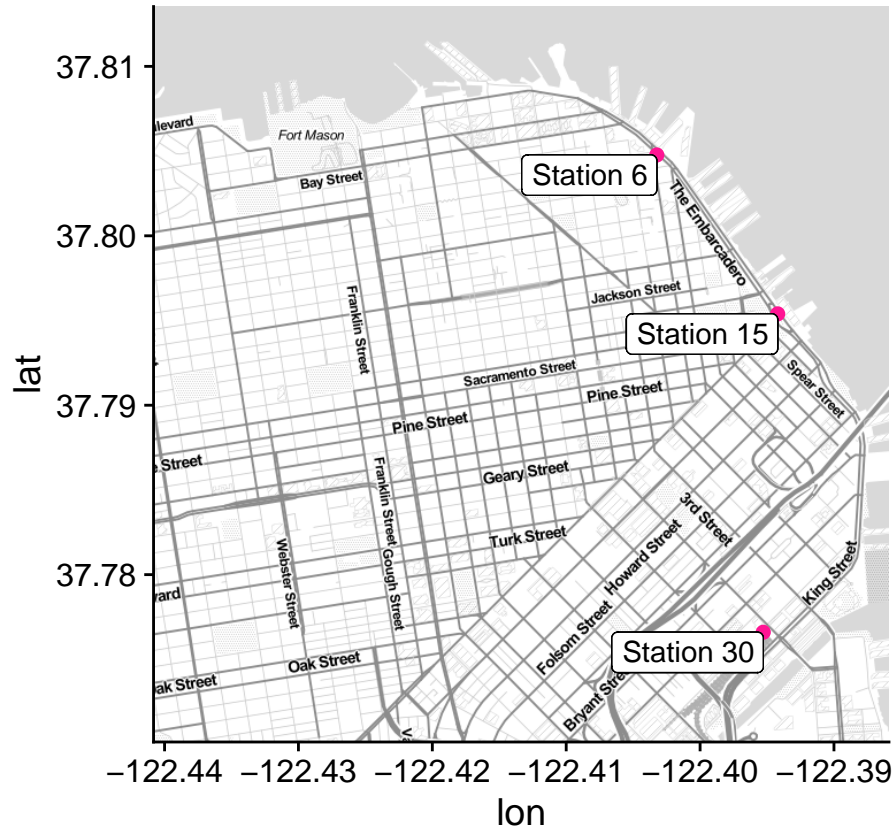 37.81
37.80
37.79
37.78
lat
−122.44
−122.43
−122.42
−122.41
−122.40
−122.39
lon
Fort Mason
Bay Street
Station 6
The Embarcadero
Franklin Street
Jackson Street
Station 15
Sacramento Street
Spear Street
Pine Street
Pine Street
Street
Geary Street
Franklin Street
Gough Street
3rd Street
Turk Street
Howard Street
Webster Street
King Street
Folsom Street
Station 30
Oak Street
Oak Street
Bryant